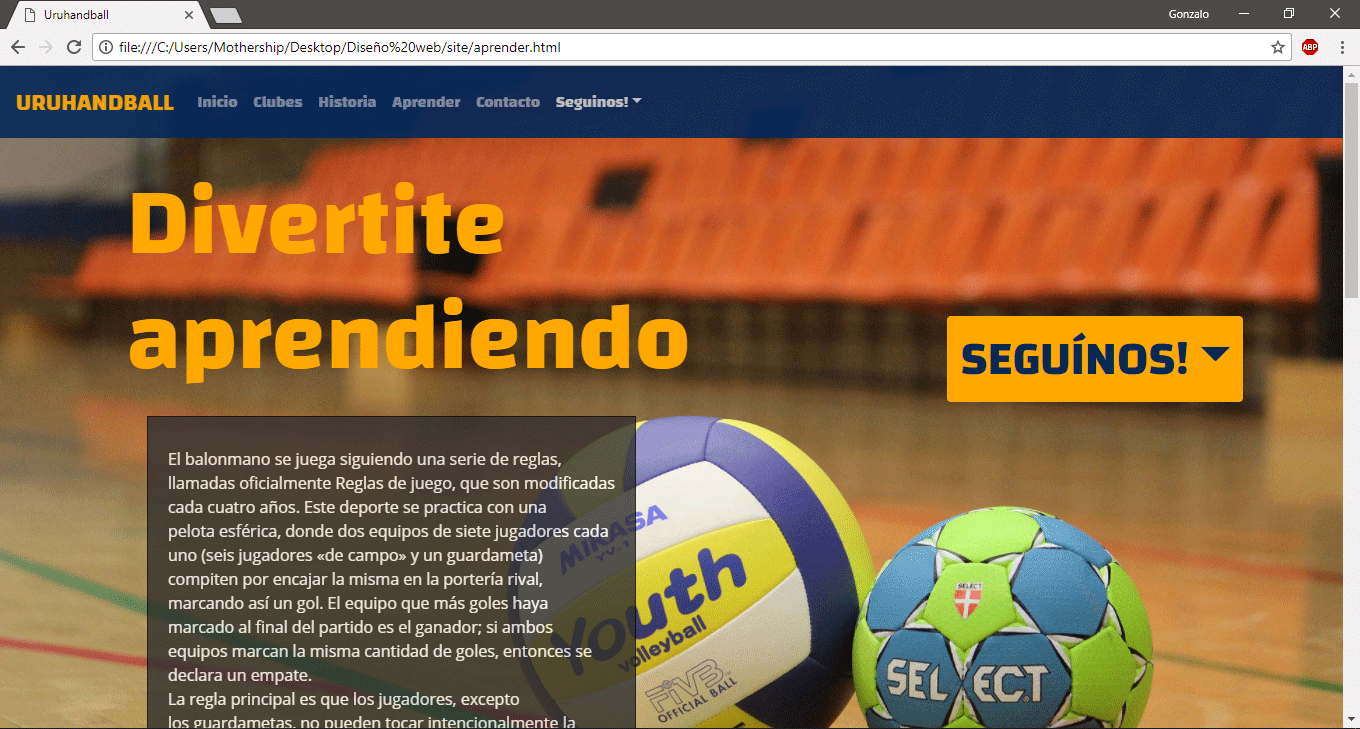 Uruhandball
Gonzalo
file:///C:/Users/Mothership/Desktop/Diseño%20web/site/aprender.html
ABP
URUHANDBALL Inicio Clubes Historia Aprender Contacto Seguinos!
Divertite
aprendiendo
SEGUÍNOS!
El balonmano se juega siguiendo una serie de reglas,
llamadas oficialmente Reglas de juego, que son modificadas
cada cuatro años. Este deporte se practica con una
pelota esférica, donde dos equipos de siete jugadores cada
uno (seis jugadores «de campo» y un guardameta)
compiten por encajar la misma en la portería rival,
marcando así un gol. El equipo que más goles haya
marcado al final del partido es el ganador; si ambos
equipos marcan la misma cantidad de goles, entonces se
declara un empate.
La regla principal es que los jugadores, excepto
los guardametas, no pueden tocar intencionalmente la
MIKASA
Youth
volleyball
FIVB
OFFICIAL BALL
SELECT
SELECT